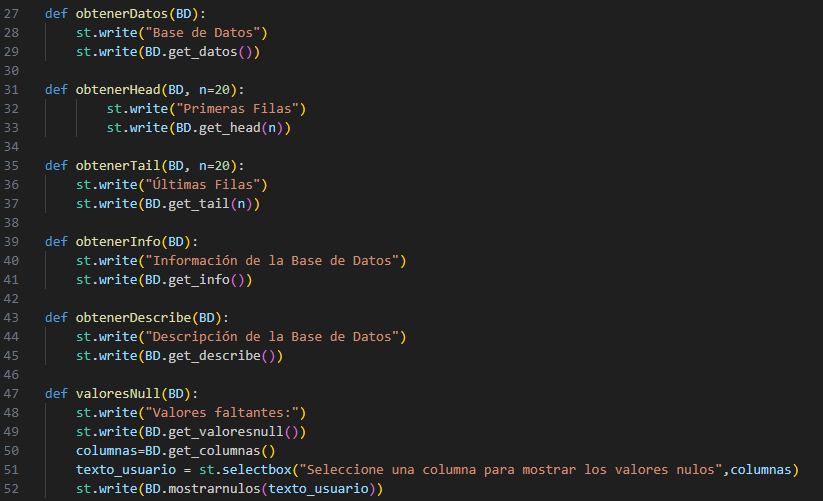 27 def obtenerDatos(BD):
28     st.write("Base de Datos")
29     st.write(BD.get_datos())
30
31 def obtenerHead(BD, n=20):
32         st.write("Primeras Filas")
33         st.write(BD.get_head(n))
34
35 def obtenerTail(BD, n=20):
36     st.write("Últimas Filas")
37     st.write(BD.get_tail(n))
38
39 def obtenerInfo(BD):
40     st.write("Información de la Base de Datos")
41     st.write(BD.get_info())
42
43 def obtenerDescribe(BD):
44     st.write("Descripción de la Base de Datos")
45     st.write(BD.get_describe())
46
47 def valoresNull(BD):
48     st.write("Valores faltantes:")
49     st.write(BD.get_valoresnull())
50     columnas=BD.get_columns()
51     texto_usuario = st.selectbox("Seleccione una columna para mostrar los valores nulos",columnas)
52     st.write(BD.mostrarnulos(texto_usuario))